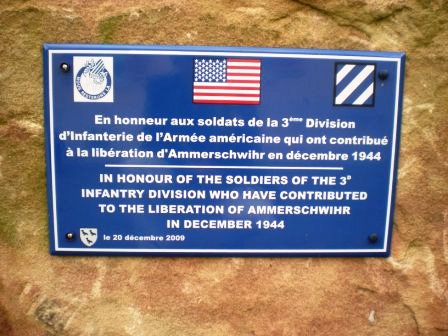 En honneur aux soldats de la 3ème Division
d'Infanterie de l'Armée américaine qui ont contribué
à la libération d'Ammerschwihr en décembre 1944
IN HONOUR OF THE SOLDIERS OF THE 3º
INFANTRY DIVISION WHO HAVE CONTRIBUTED
TO THE LIBERATION OF AMMERSCHWIHR
IN DECEMBER 1944
le 20 décembre 2009